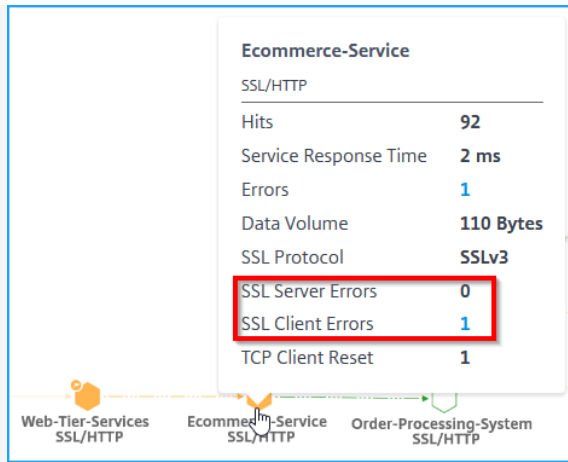 Ecommerce-Service
SSL/HTTP
Hits 92
Service Response Time 2 ms
Errors 1
Data Volume 110 Bytes
SSL Protocol SSLv3
SSL Server Errors 0
SSL Client Errors 1
TCP Client Reset 1
Web-Tier-Services
SSL/HTTP
Ecommerce-Service
SSL/HTTP
Order-Processing-System
SSL/HTTP